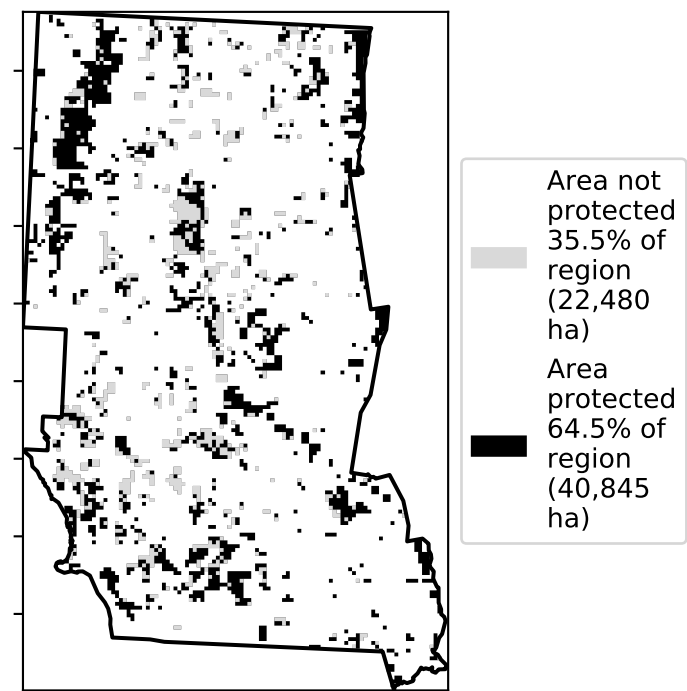 Area not
protected
35.5% of
region
(22,480
ha)
Area
protected
64.5% of
region
(40,845
ha)